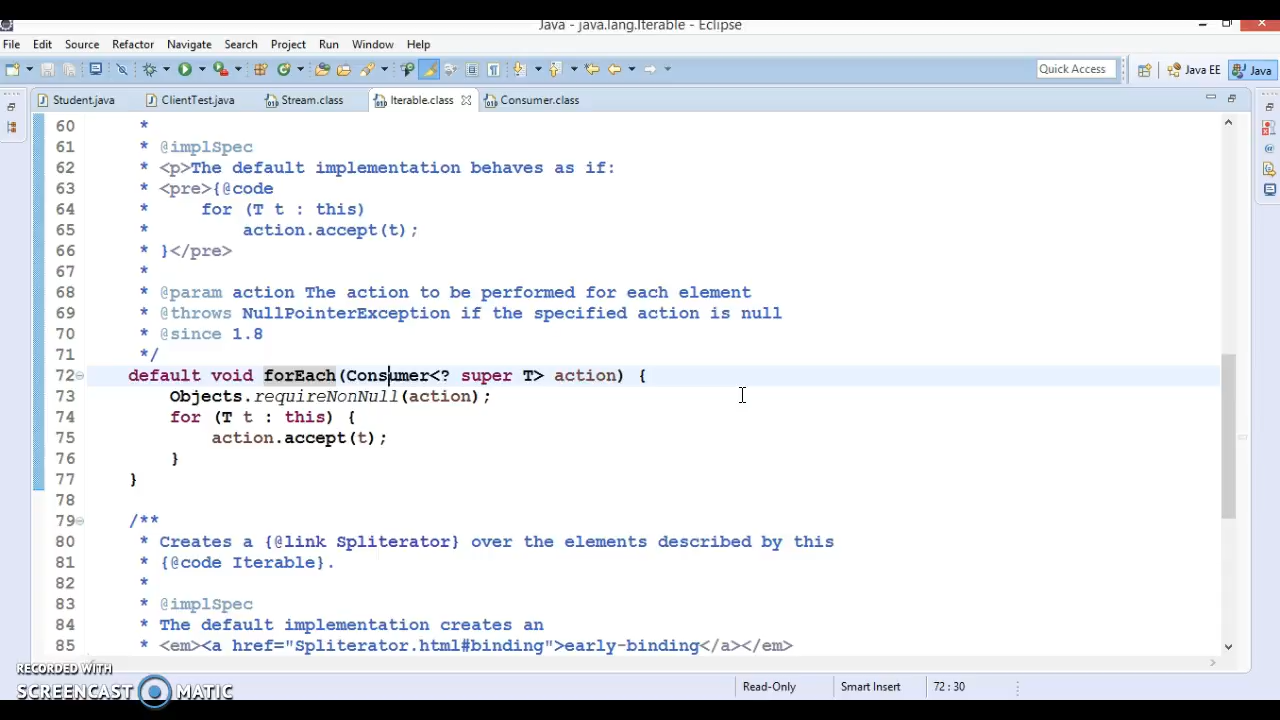 Java - java.lang.Iterable - Eclipse
File Edit Source Refactor Navigate Search Project Run Window Help
Quick Access Java EE Java
Student.java ClientTest.java Stream.class Iterable.class Consumer.class
60 *
61 * @implSpec
62 * <p>The default implementation behaves as if:
63 * <pre>{@code
64 *     for (T t : this)
65 *         action.accept(t);
66 * }</pre>
67 *
68 * @param action The action to be performed for each element
69 * @throws NullPointerException if the specified action is null
70 * @since 1.8
71 */
72 default void forEach(Consumer<? super T> action) {
73     Objects.requireNonNull(action);
74     for (T t : this) {
75         action.accept(t);
76     }
77 }
78
79 /**
80 * Creates a {@link Spliterator} over the elements described by this
81 * {@code Iterable}.
82 *
83 * @implSpec
84 * The default implementation creates an
85 * <em><a href="Spliterator.html#binding">early-binding</a></em>
RECORDED WITH
SCREENCAST MATIC
Read-Only Smart Insert 72 : 30